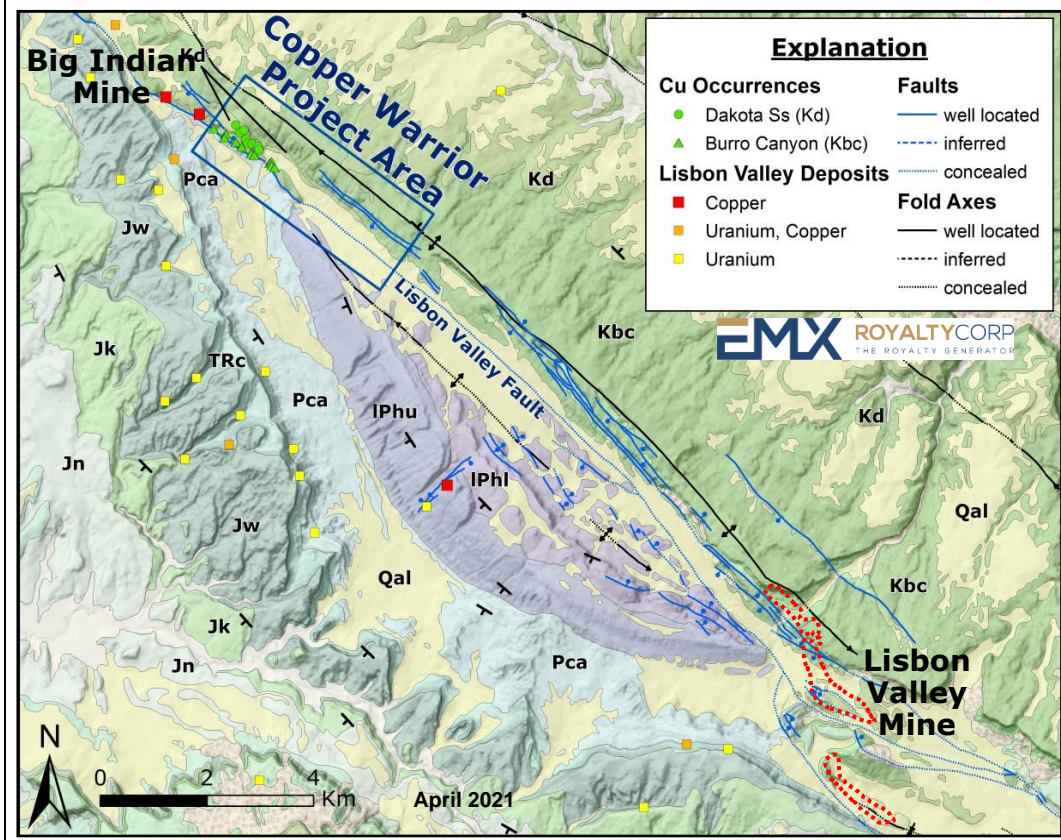 Big Indian
Mine
Kd
Copper Warrior
Project Area
Explanation
Cu Occurrences
Dakota Ss (Kd)
Burro Canyon (Kbc)
Lisbon Valley Deposits
Copper
Uranium, Copper
Uranium
Faults
well located
inferred
concealed
Fold Axes
well located
inferred
concealed
EMX ROYALTYCORP
THE ROYALTY GENERATOR
Pca
Kd
Jw
Lisbon Valley Fault
Kbc
Jk
TRc
Pca
lPhu
Kd
Jn
lPhl
Jw
Qal
Qal
Kbc
Jk
Jn
Pca
Lisbon
Valley
Mine
N
0 2 4
Km
April 2021